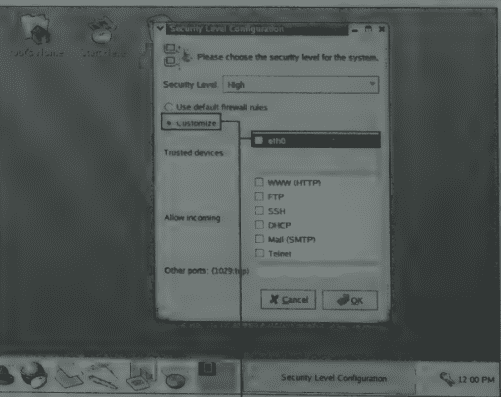 Security Level Configuration
Please choose the security level for the system.
Security Level: High
Use default firewall rules
Customize
Trusted devices:
eth0
Allow incoming:
WWW (HTTP)
FTP
SSH
DHCP
Mail (SMTP)
Telnet
Other ports: (1029:tcp)
Cancel
OK
Security Level Configuration
12:00 PM